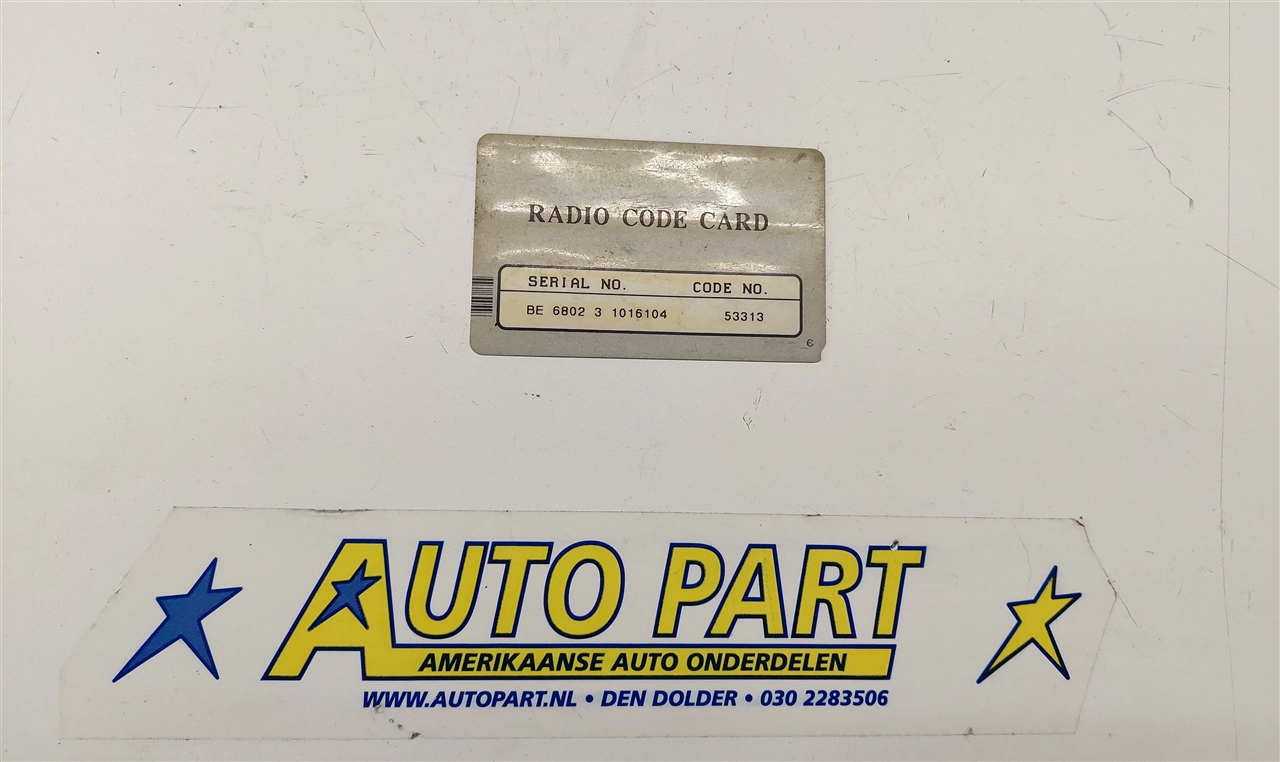 RADIO CODE CARD
SERIAL NO. CODE NO.
BE 6802 3 1016104 53313
€
AUTO PART
AMERIKAANSE AUTO ONDERDELEN
WWW.AUTOPART.NL • DEN DOLDER • 030 2283506